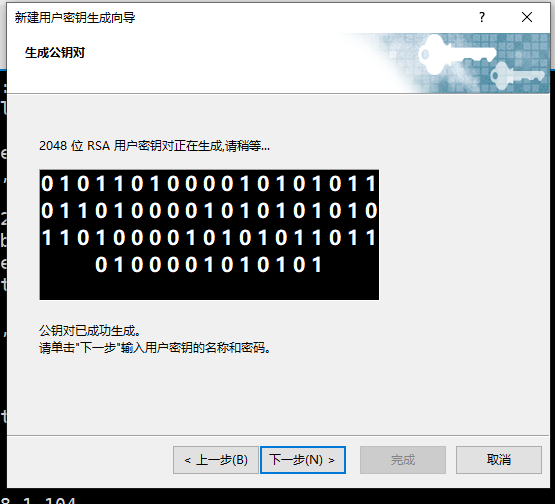 新建用户密钥生成向导
?
生成公钥对
2048 位 RSA 用户密钥对正在生成,请稍等...
0101101000010101011
0110100001010101010
1101000010101011011
0100001010101
公钥对已成功生成。
请单击"下一步"输入用户密钥的名称和密码。
< 上一步(B) 下一步(N) > 完成 取消
8.1.104